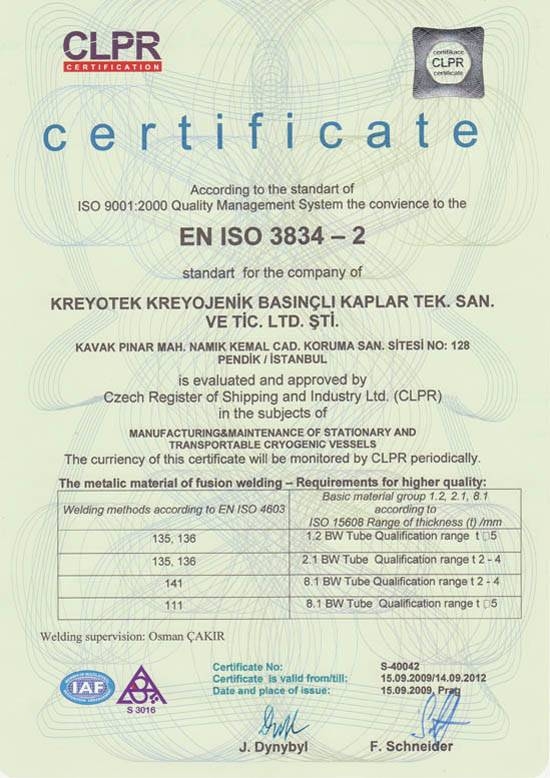 CLPR
CERTIFICATION
certifikace
CLPR
certificate
certificate
According to the standart of
ISO 9001:2000 Quality Management System the convience to the
EN ISO 3834 – 2
standart for the company of
KREYOTEK KREYOJENİK BASINÇLI KAPLAR TEK. SAN.
VE TİC. LTD. ŞTİ.
KAVAK PINAR MAH. NAMIK KEMAL CAD. KORUMA SAN. SİTESİ NO: 128
PENDİK / İSTANBUL
is evaluated and approved by
Czech Register of Shipping and Industry Ltd. (CLPR)
in the subjects of
MANUFACTURING&MAINTENANCE OF STATIONARY AND
TRANSPORTABLE CRYOGENIC VESSELS
The curriency of this certificate will be monitored by CLPR periodically.
The metalic material of fusion welding – Requirements for higher quality:
Welding methods according to EN ISO 4603
Basic material group 1.2, 2.1, 8.1
according to
ISO 15608 Range of thickness (t) /mm
135, 136
1.2 BW Tube Qualification range t □5
135, 136
2.1 BW Tube Qualification range t 2 - 4
141
8.1 BW Tube Qualification range t 2 - 4
111
8.1 BW Tube Qualification range t □5
Welding supervision: Osman ÇAKIR
IAF
S 3016
Certificate No: S-40042
Certificate is valid from/till: 15.09.2009/14.09.2012
Date and place of issue: 15.09.2009, Prag
J. Dynybyl
F. Schneider